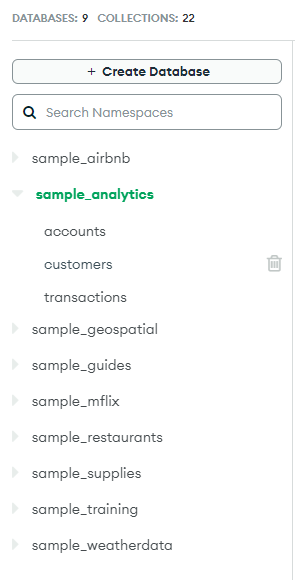 DATABASES: 9 COLLECTIONS: 22
+ Create Database
Search Namespaces
sample_airbnb
sample_analytics
accounts
customers
transactions
sample_geospatial
sample_guides
sample_mflix
sample_restaurants
sample_supplies
sample_training
sample_weatherdata